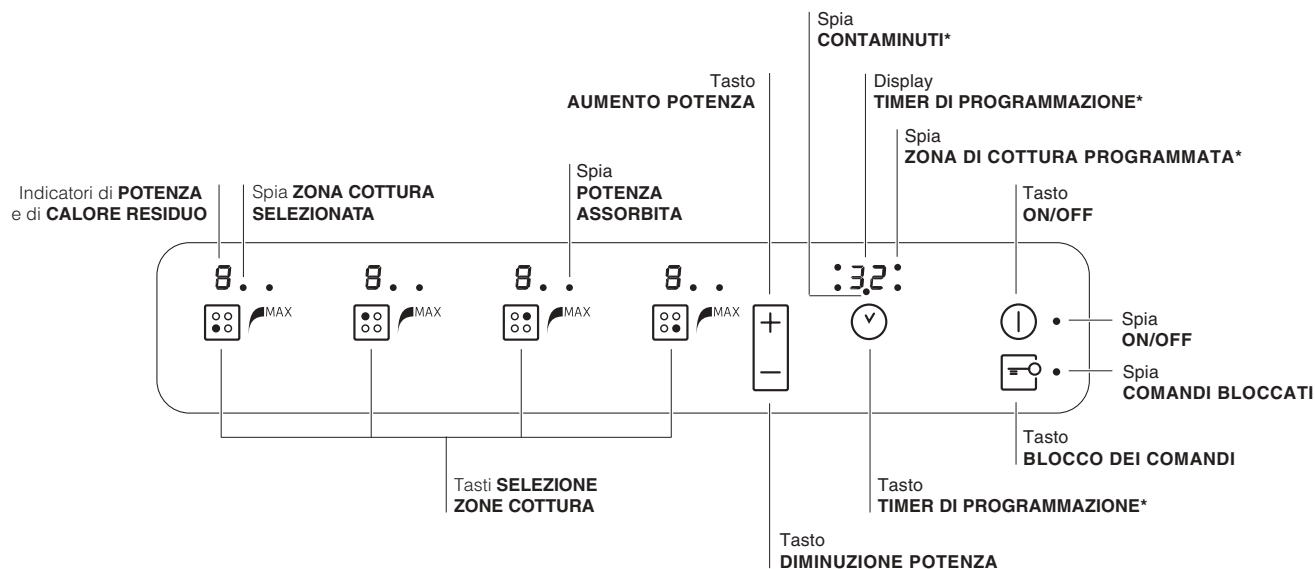 Spia
CONTAMINUTI*
Tasto
AUMENTO POTENZA
Display
TIMER DI PROGRAMMAZIONE*
Spia
ZONA DI COTTURA PROGRAMMATA*
Indicatori di POTENZA
e di CALORE RESIDUO
Spia ZONA COTTURA
SELEZIONATA
Spia
POTENZA
ASSORBITA
Tasto
ON/OFF
8.. 8.. 8.. 8.. 32
MAX MAX MAX MAX
+
−
Spia
ON/OFF
Spia
COMANDI BLOCCATI
Tasto
BLOCCO DEI COMANDI
Tasti SELEZIONE
ZONE COTTURA
Tasto
TIMER DI PROGRAMMAZIONE*
Tasto
DIMINUZIONE POTENZA